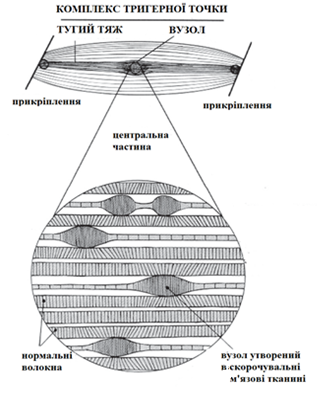 КОМПЛЕКС ТРИГЕРНОЇ ТОЧКИ
ТУГИЙ ТЯЖ ВУЗОЛ
прикріплення прикріплення
центральна
частина
нормальні
волокна
вузол утворений
в скорочувальні
м'язові тканині